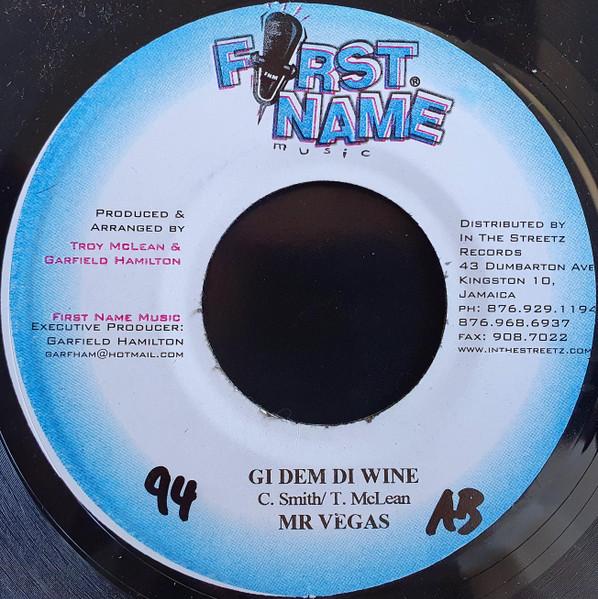 FIRST
FNM
NAME®
music
PRODUCED &
ARRANGED BY
TROY MCLEAN &
GARFIELD HAMILTON
FIRST NAME MUSIC
EXECUTIVE PRODUCER:
GARFIELD HAMILTON
GARFHAM@HOTMAIL.COM
DISTRIBUTED BY
IN THE STREETZ
RECORDS
43 DUMBARTON AVE
KINGSTON 10,
JAMAICA
PH: 876.929.1194
876.968.6937
FAX: 908.7022
WWW.INTHESTREETZ.COM
GI DEM DI WINE
C. Smith/ T. McLean
MR VEGAS
94
AB